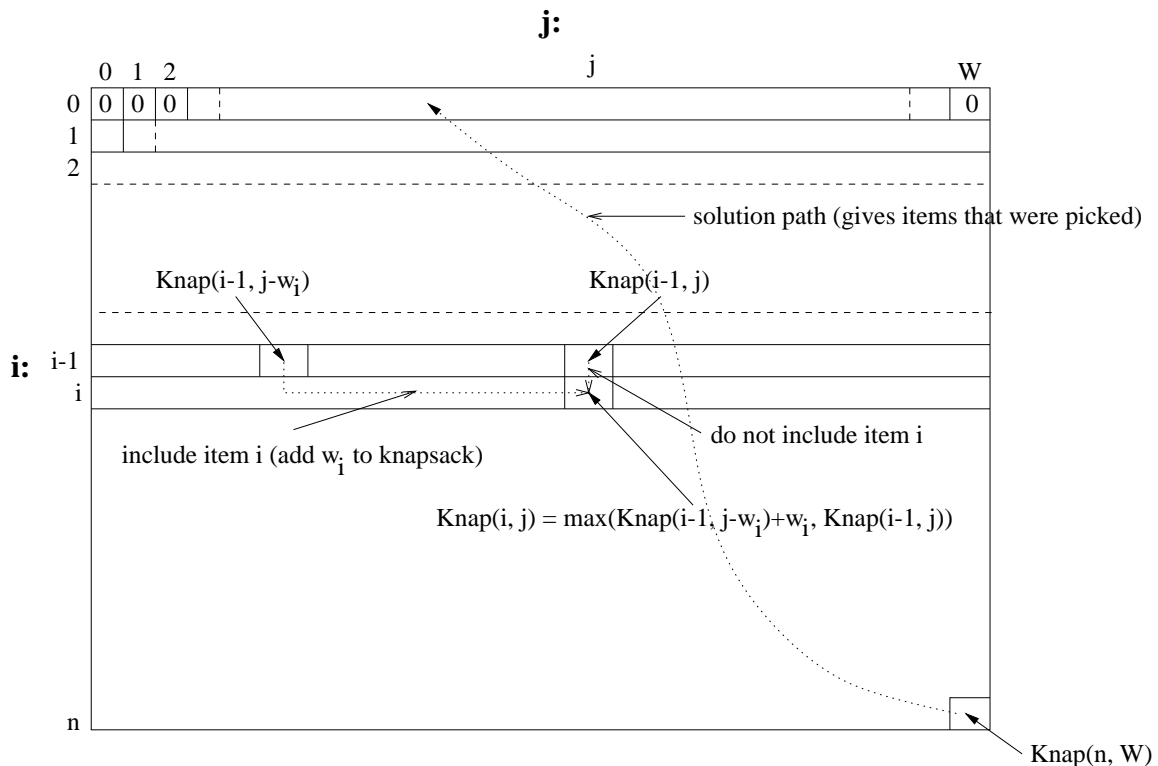 j:
0 1 2 j W
0 0 0 0 0
1
2
solution path (gives items that were picked)
Knap(i-1, j-wi) Knap(i-1, j)
i: i-1
i
do not include item i
include item i (add wi to knapsack)
Knap(i, j) = max(Knap(i-1, j-wi)+wi, Knap(i-1, j))
n
Knap(n, W)